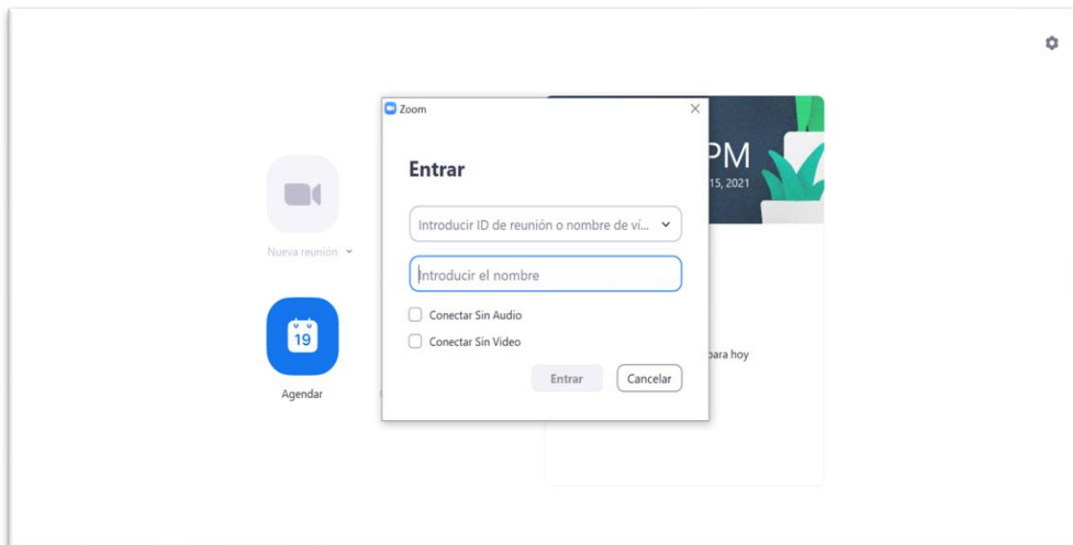 Zoom
Entrar
PM
15, 2021
Introducir ID de reunión o nombre de ví...
Nueva reunión
Introducir el nombre
Conectar Sin Audio
19
Conectar Sin Video
para hoy
Entrar
Cancelar
Agendar